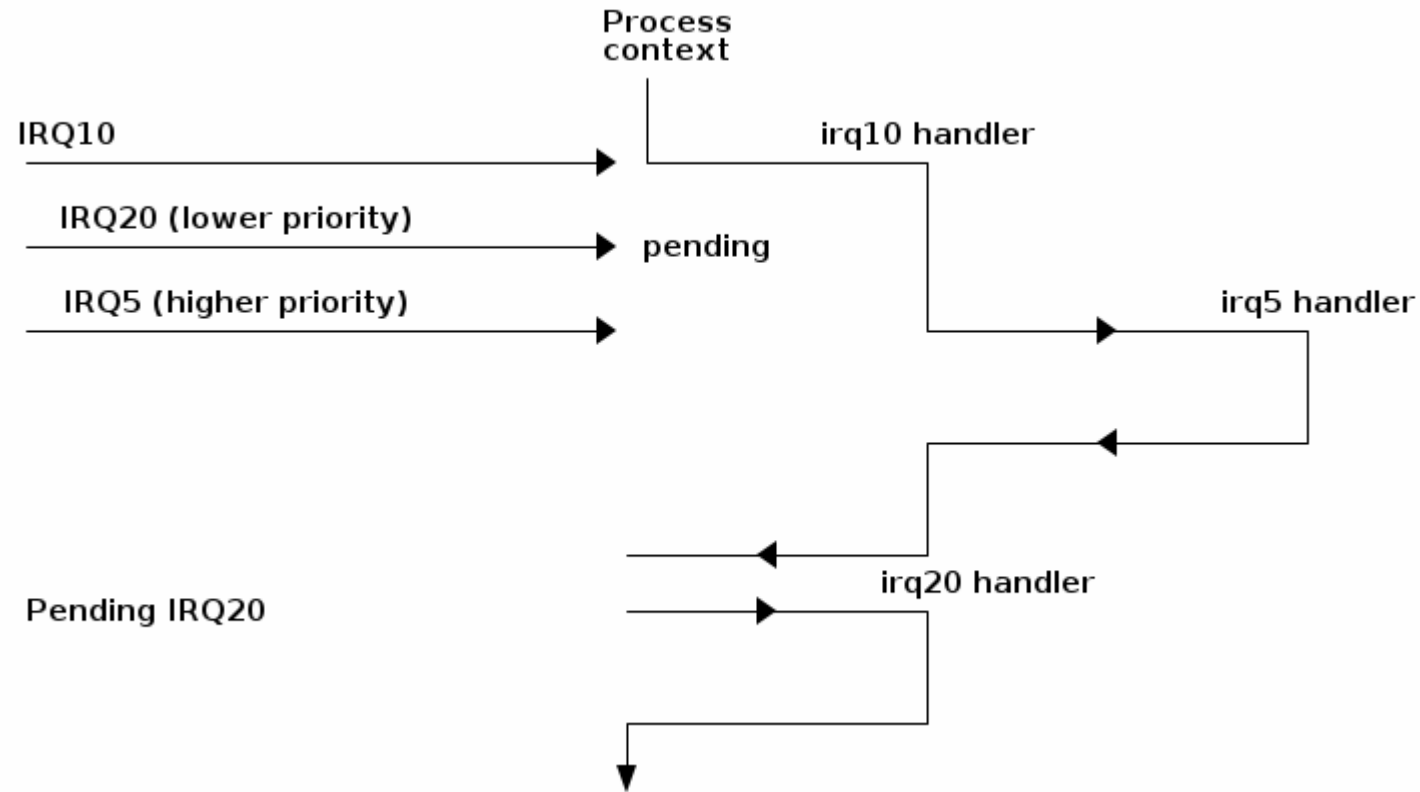 Process
context
IRQ10
irq10 handler
IRQ20 (lower priority)
pending
IRQ5 (higher priority)
irq5 handler
irq20 handler
Pending IRQ20